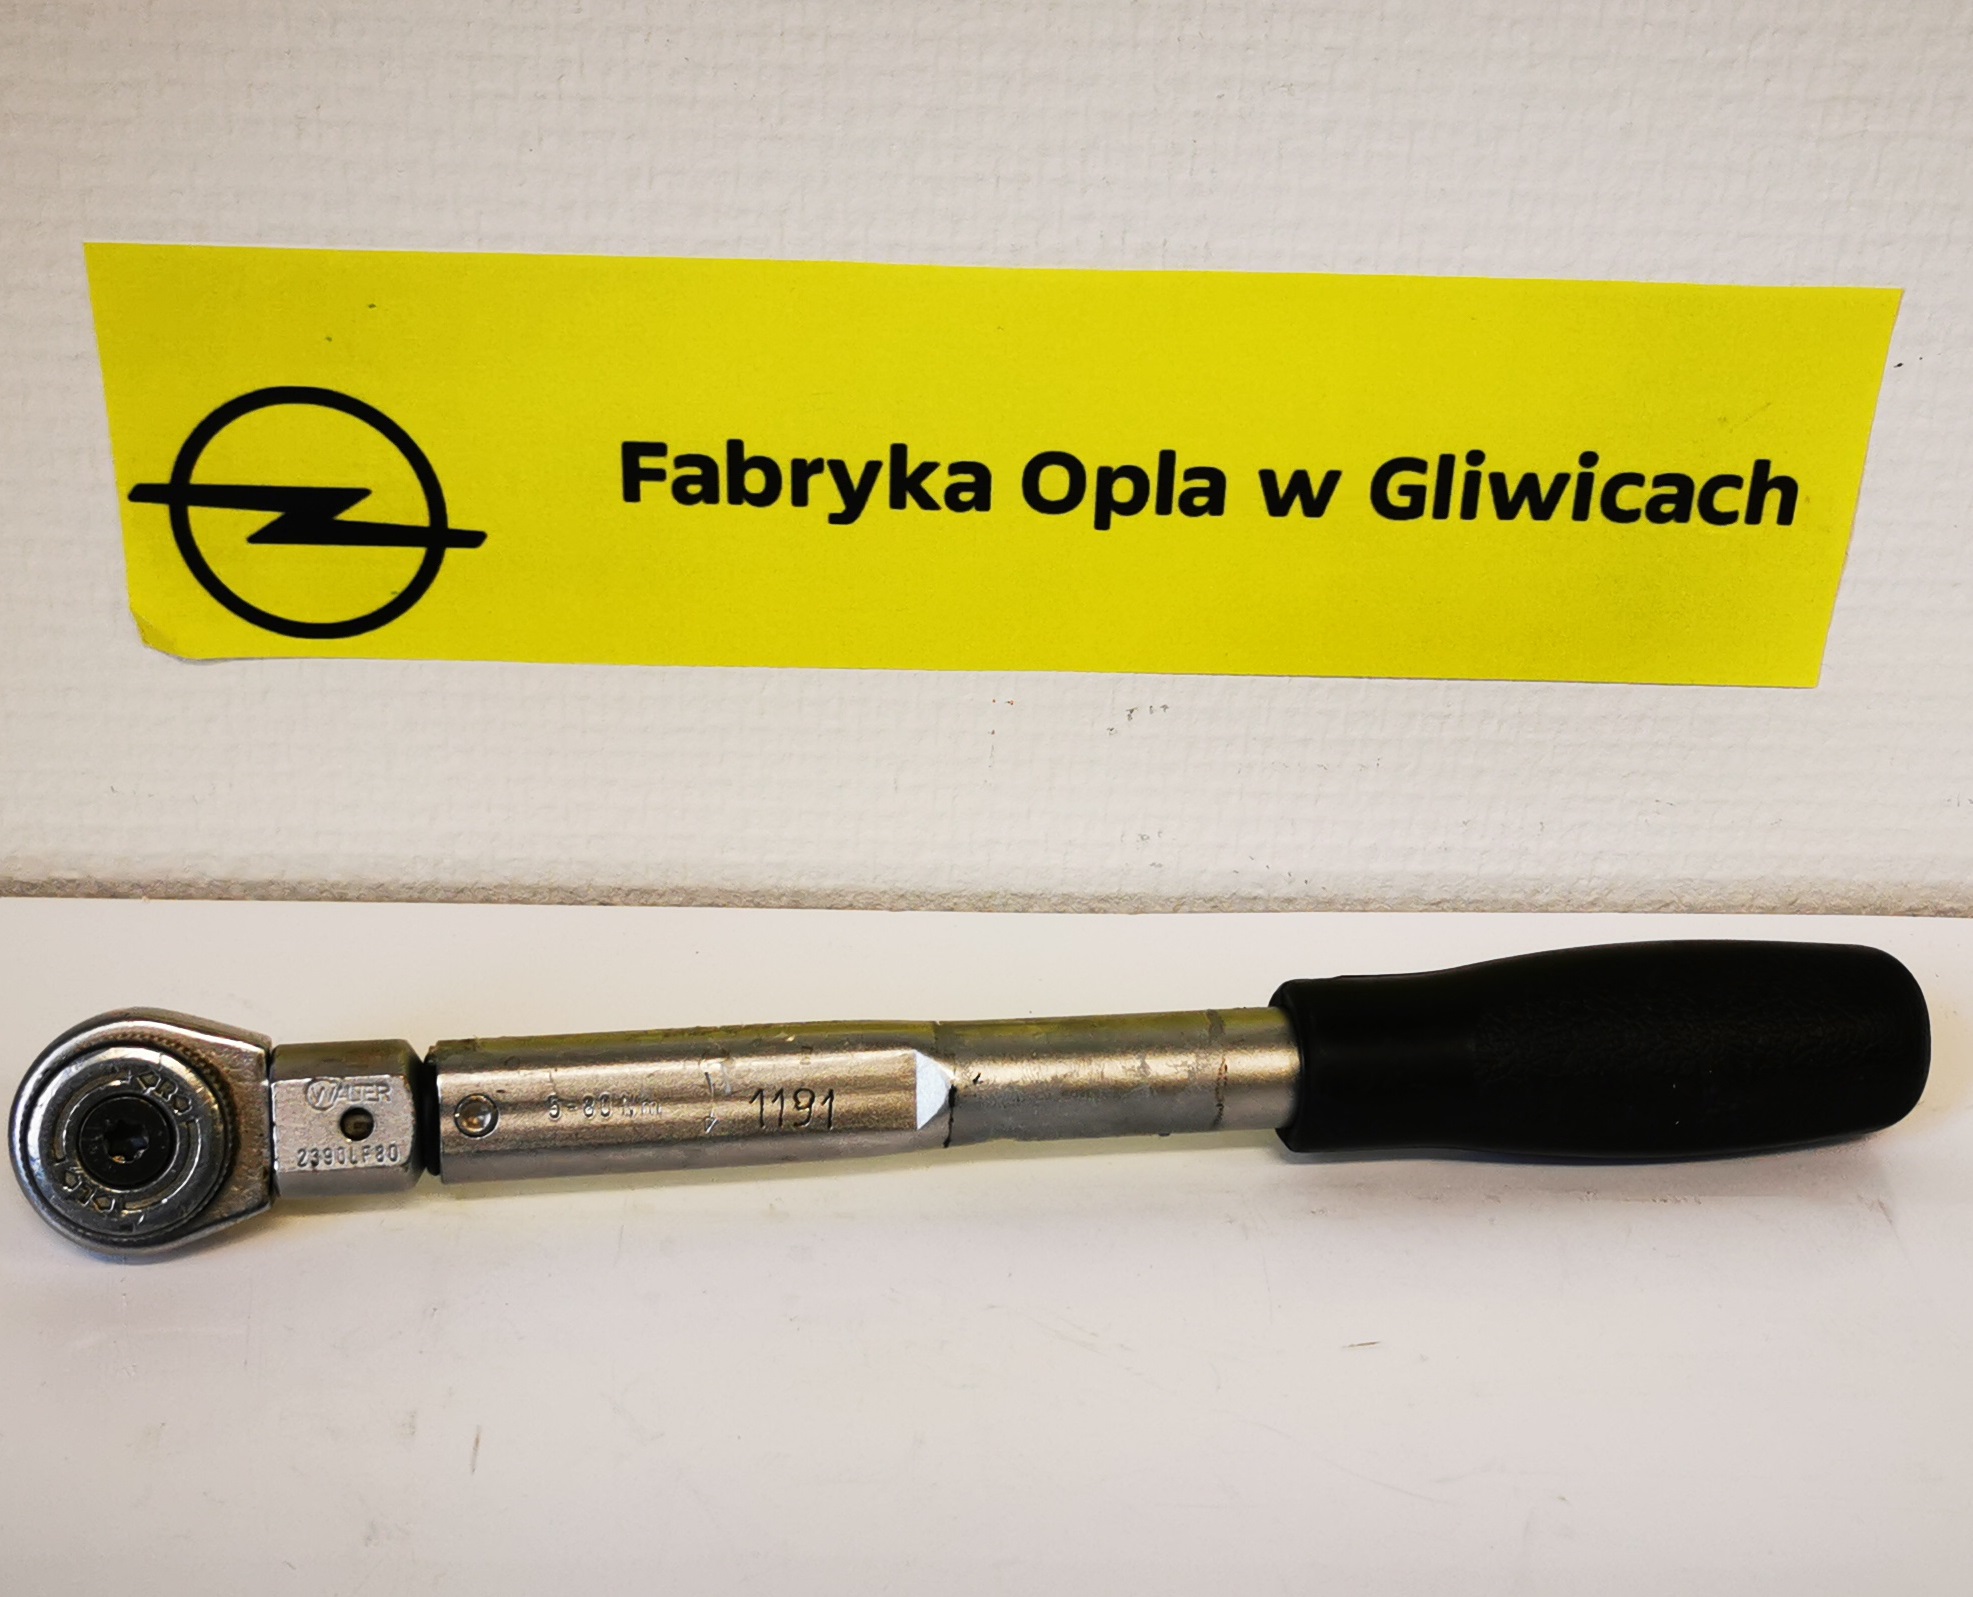 Fabryka Opla w Gliwicach
WALTER
2390LF80
1191